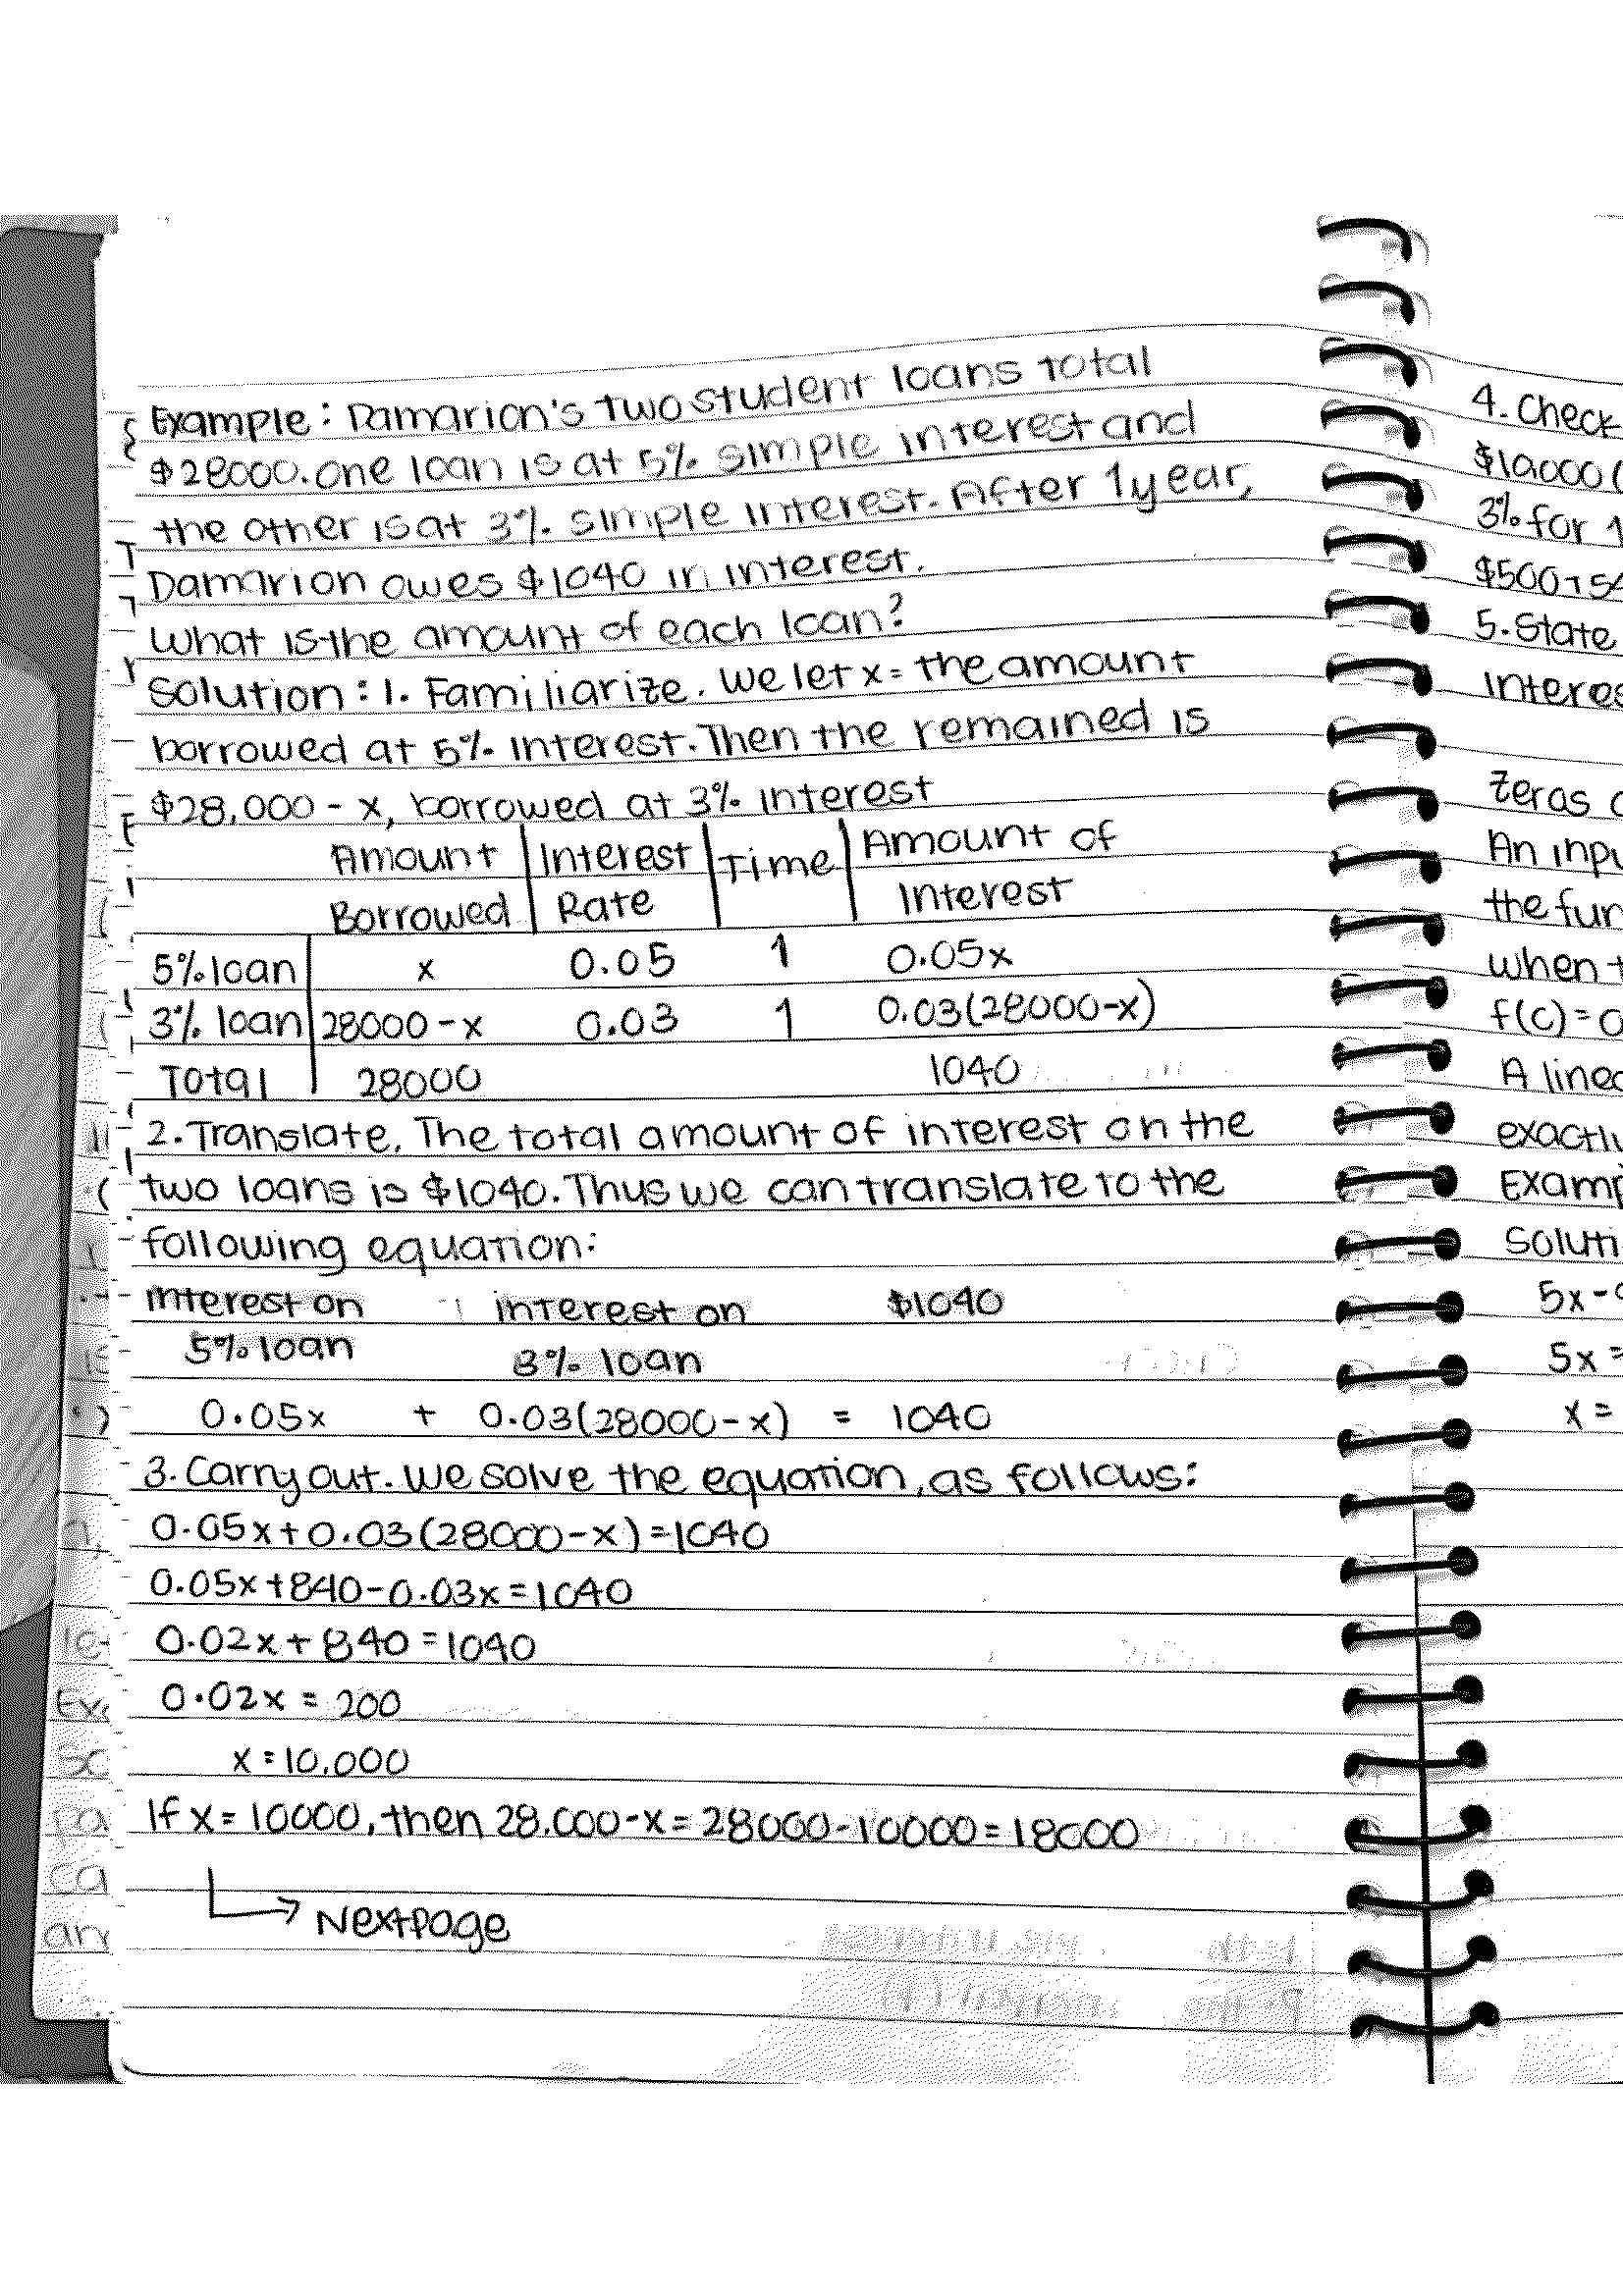 Example: Damarion's two student loans total
$28000. one loan is at 5% simple interest and
the other is at 3% simple interest. After 1 year,
Damarion owes $1040 in interest.
What is the amount of each loan?
Solution: 1. Familiarize. We let x = the amount
borrowed at 5% interest. Then the remained is
$28,000 - x, borrowed at 3% interest
Amount Borrowed | Interest Rate | Time | Amount of Interest
5% loan | x 0.05 1 0.05x
3% loan | 28000 - x 0.03 1 0.03(28000-x)
Total | 28000 1040
2. Translate. The total amount of interest on the
two loans is $1040. Thus we can translate to the
following equation:
interest on interest on $1040
5% loan 3% loan
0.05x + 0.03(28000 - x) = 1040
3. Carry out. We solve the equation, as follows:
0.05x + 0.03(28000 - x) = 1040
0.05x + 840 - 0.03x = 1040
0.02x + 840 = 1040
0.02x = 200
x = 10,000
If x = 10000, then 28,000 - x = 28000 - 10000 = 18000
Next page
4. Check
$10000(
3% for 1
$500 + 54
5. State
interes
zeros o
An inpu
the fun
when t
f(c) = 0
A linea
exactly
Examp
Soluti
5x -
5x =
x =